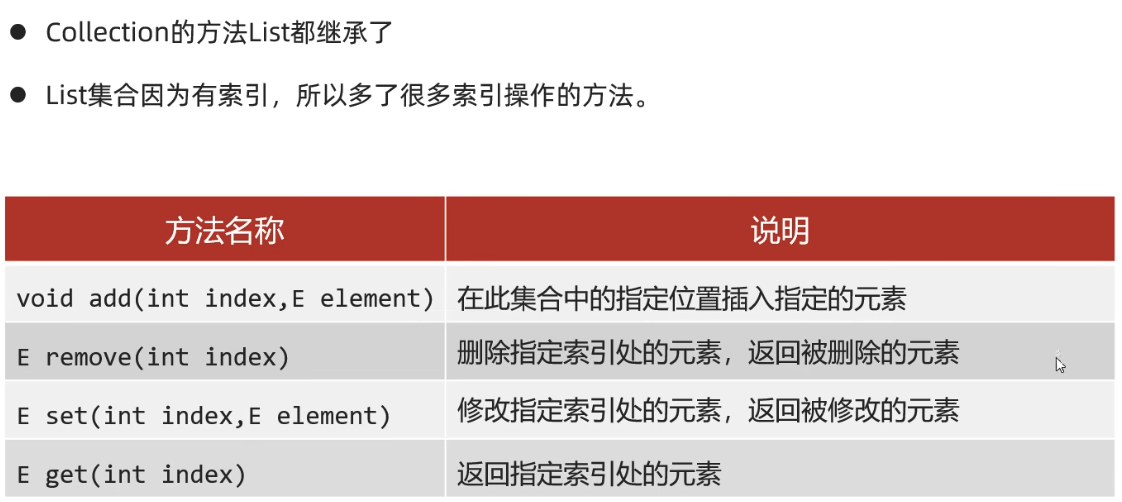 ● Collection的方法List都继承了
● List集合因为有索引，所以多了很多索引操作的方法。
方法名称 说明
void add(int index,E element) 在此集合中的指定位置插入指定的元素
E remove(int index) 删除指定索引处的元素，返回被删除的元素
E set(int index,E element) 修改指定索引处的元素，返回被修改的元素
E get(int index) 返回指定索引处的元素